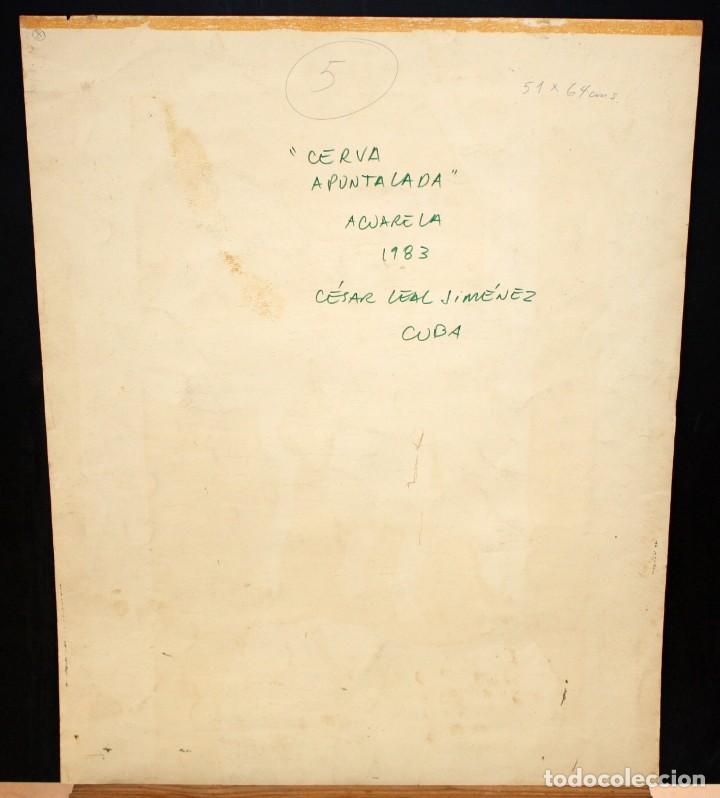 5
51 x 64 cms.
"CERVA
APUNTALADA"
ACUARELA
1983
CÉSAR LEAL JIMÉNEZ
CUBA
todocoleccion